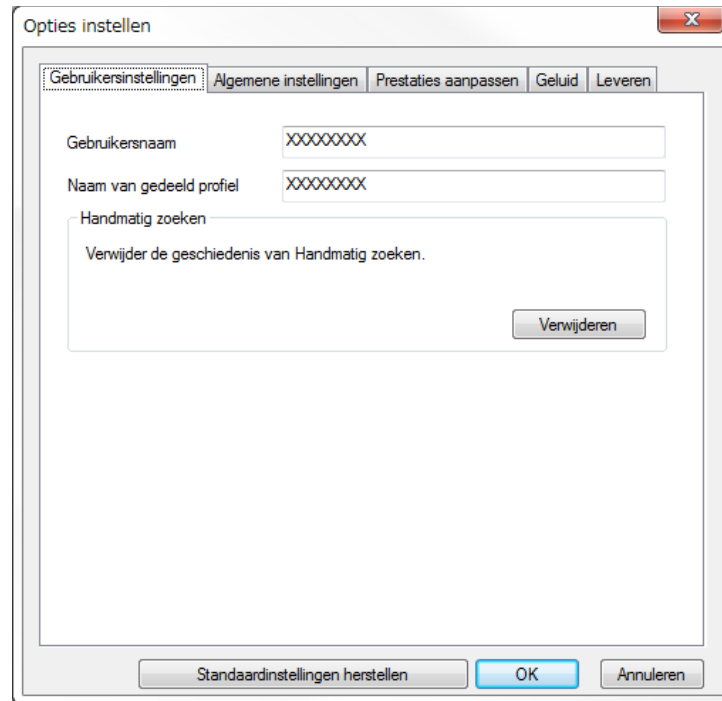 Opties instellen
Gebruikersinstellingen Algemene instellingen Prestaties aanpassen Geluid Leveren
Gebruikersnaam XXXXXXXX
Naam van gedeeld profiel XXXXXXXX
Handmatig zoeken
Verwijder de geschiedenis van Handmatig zoeken.
Verwijderen
Standaardinstellingen herstellen OK Annuleren